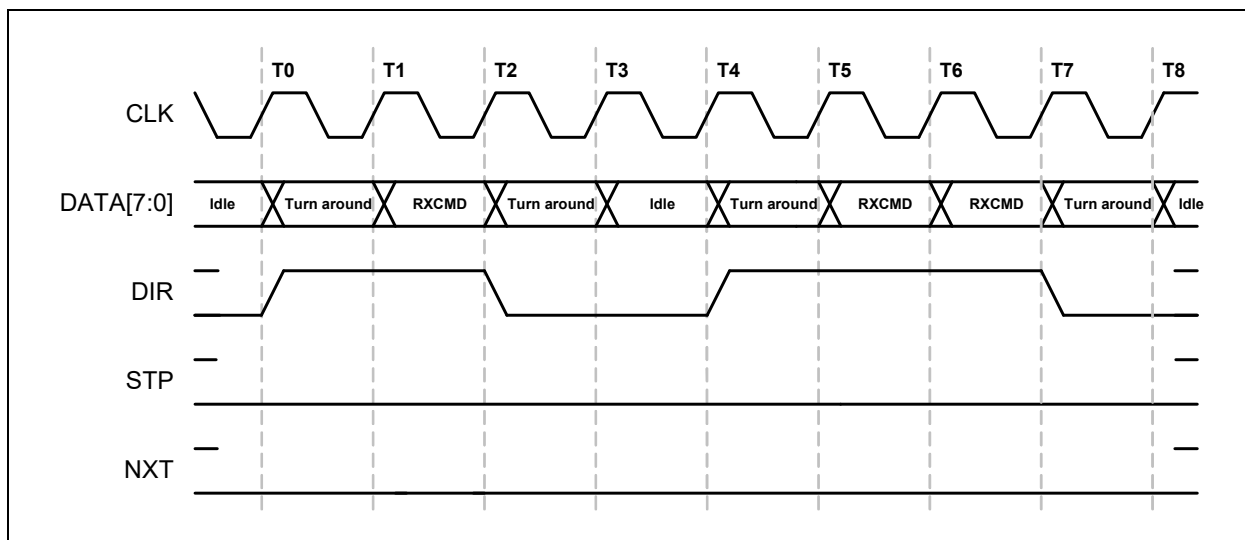 T0 T1 T2 T3 T4 T5 T6 T7 T8
CLK
DATA[7:0] Idle Turn around RXCMD Turn around Idle Turn around RXCMD RXCMD Turn around Idle
DIR
STP
NXT